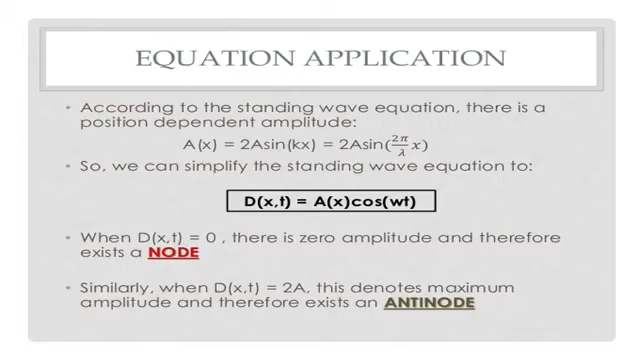 EQUATION APPLICATION
• According to the standing wave equation, there is a
position dependent amplitude:
A(x) = 2Asin(kx) = 2Asin(2π/λ x)
• So, we can simplify the standing wave equation to:
D(x,t) = A(x)cos(wt)
• When D(x,t) = 0 , there is zero amplitude and therefore
exists a NODE
• Similarly, when D(x,t) = 2A, this denotes maximum
amplitude and therefore exists an ANTINODE